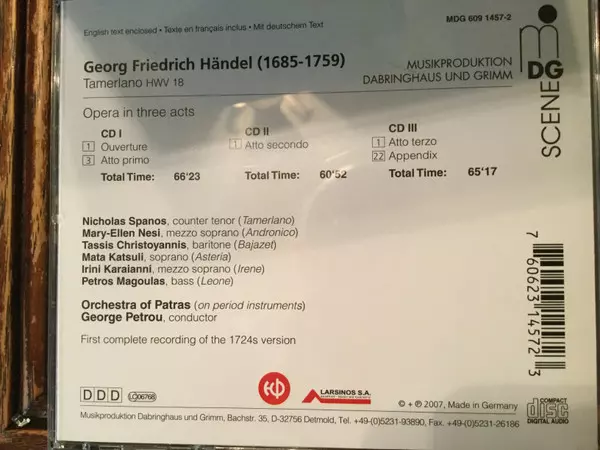 English text enclosed • Texte en français inclus • Mit deutschem Text
MDG 609 1457-2
Georg Friedrich Händel (1685-1759)
Tamerlano HWV 18
MUSIKPRODUKTION
DABRINGHAUS UND GRIMM
MDG
SCENE
Opera in three acts
CD I
1 Ouverture
3 Atto primo
Total Time: 66'23
CD II
1 Atto secondo
Total Time: 60'52
CD III
1 Atto terzo
22 Appendix
Total Time: 65'17
Nicholas Spanos, counter tenor (Tamerlano)
Mary-Ellen Nesi, mezzo soprano (Andronico)
Tassis Christoyannis, baritone (Bajazet)
Mata Katsuli, soprano (Asteria)
Irini Karaianni, mezzo soprano (Irene)
Petros Magoulas, bass (Leone)
Orchestra of Patras (on period instruments)
George Petrou, conductor
First complete recording of the 1724s version
7 60623 14572 3
DDD
LC06768
LARSINOS S.A.
© + ℗ 2007, Made in Germany
COMPACT
disc
DIGITAL AUDIO
Musikproduktion Dabringhaus und Grimm, Bachstr. 35, D-32756 Detmold, Tel. +49-(0)5231-93890, Fax. +49-(0)5231-26186